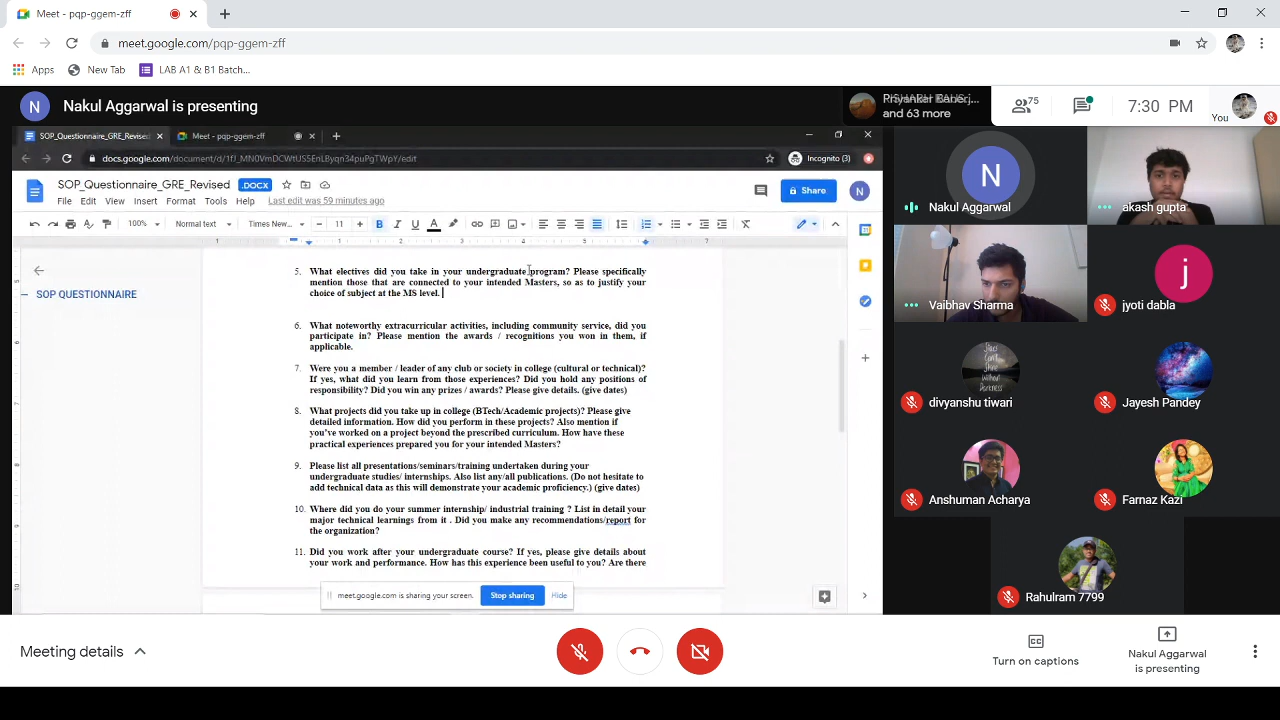 Meet - pqp-ggem-zff
meet.google.com/pqp-ggem-zff
Apps
New Tab
LAB A1 & B1 Batch...
N
Nakul Aggarwal is presenting
and 63 more
75
7:30 PM
You
SOP_Questionnaire_GRE_Revised
Meet - pqp-ggem-zff
Incognito (3)
SOP_Questionnaire_GRE_Revised
.DOCX
File Edit View Insert Format Tools Help
Last edit was 59 minutes ago
Share
N
100%
Normal text
Times New...
11
B I U A
1 1 2 3 4 5 7
SOP QUESTIONNAIRE
5. What electives did you take in your undergraduate program? Please specifically
mention those that are connected to your intended Masters, so as to justify your
choice of subject at the MS level.
6. What noteworthy extracurricular activities, including community service, did you
participate in? Please mention the awards / recognitions you won in them, if
applicable.
7. Were you a member / leader of any club or society in college (cultural or technical)?
If yes, what did you learn from those experiences? Did you hold any positions of
responsibility? Did you win any prizes / awards? Please give details. (give dates)
8. What projects did you take up in college (BTech/Academic projects)? Please give
detailed information. How did you perform in these projects? Also mention if
you've worked on a project beyond the prescribed curriculum. How have these
practical experiences prepared you for your intended Masters?
9. Please list all presentations/seminars/training undertaken during your
undergraduate studies/ internships. Also list any/all publications. (Do not hesitate to
add technical data as this will demonstrate your academic proficiency.) (give dates)
10. Where did you do your summer internship/ industrial training ? List in detail your
major technical learnings from it . Did you make any recommendations/report for
the organization?
11. Did you work after your undergraduate course? If yes, please give details about
your work and performance. How has this experience been useful to you? Are there
meet.google.com is sharing your screen.
Stop sharing
Hide
N
Nakul Aggarwal
akash gupta
Vaibhav Sharma
j
jyoti dabla
divyanshu tiwari
Jayesh Pandey
Anshuman Acharya
Farnaz Kazi
Rahulram 7799
Meeting details
CC
Turn on captions
Nakul Aggarwal
is presenting